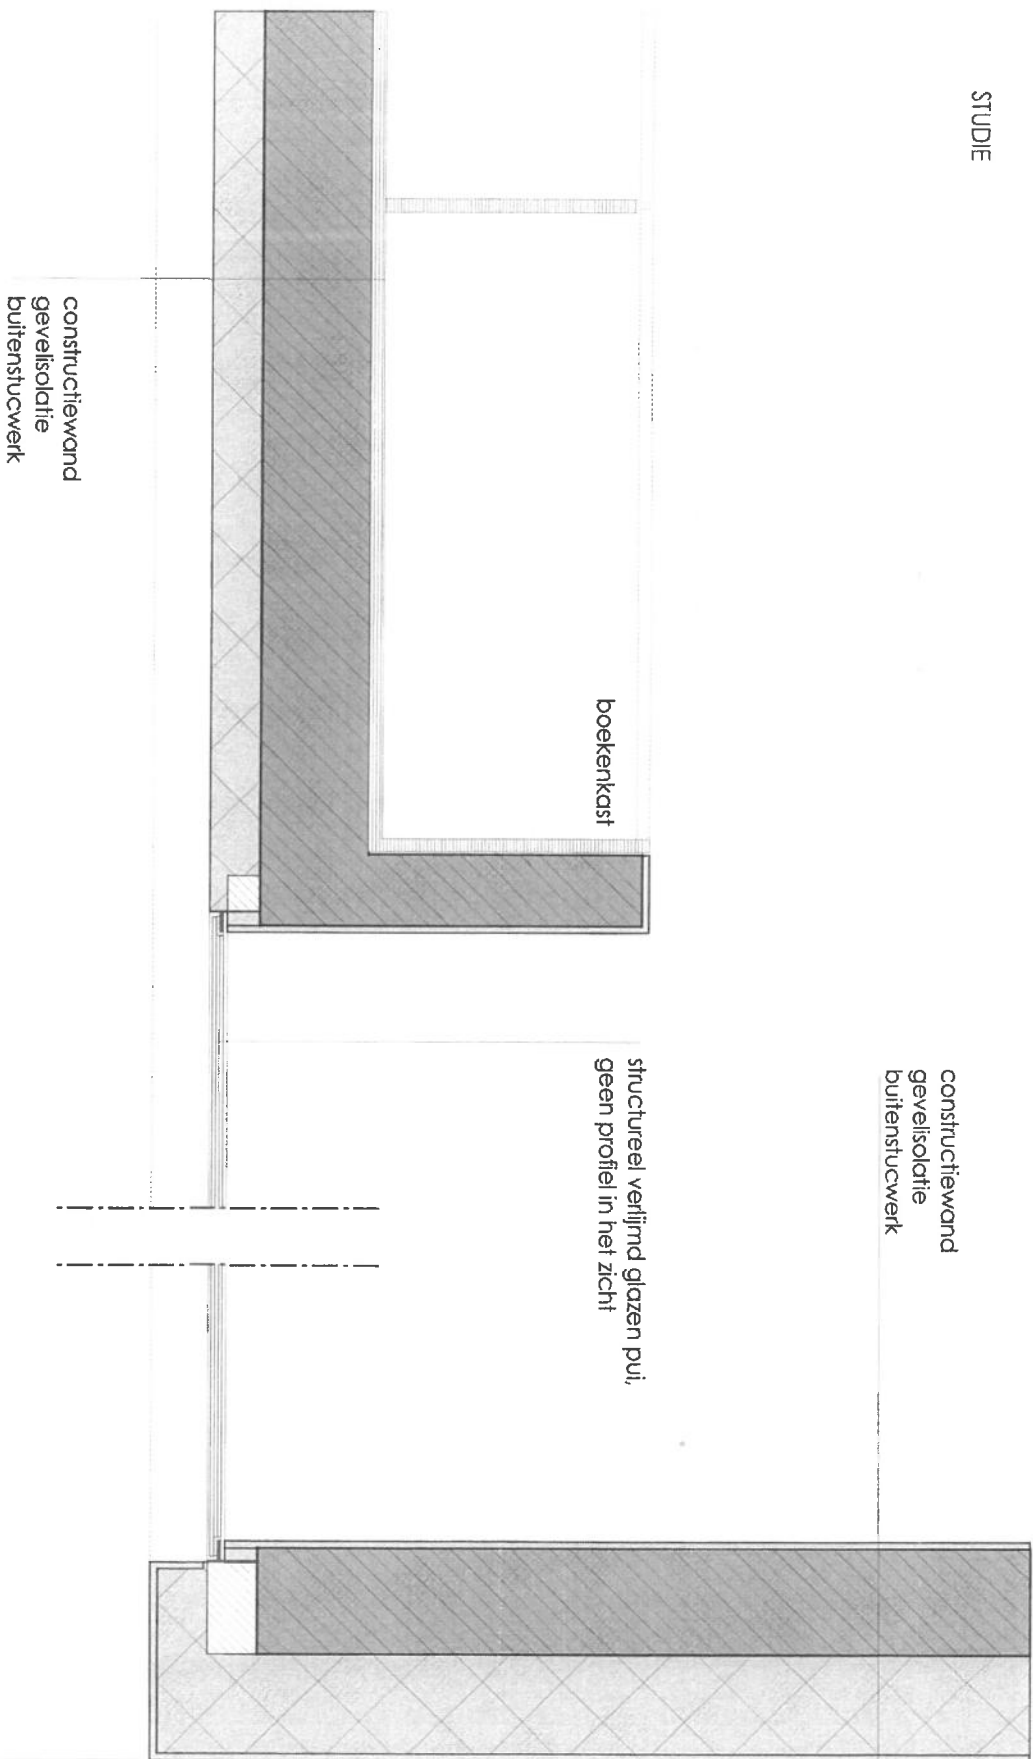 STUDIE
constructiewand
gevelisolatie
buitenstucwerk
boekenkast
structureel verlijmd glazen pui,
geen profiel in het zicht
constructiewand
gevelisolatie
buitenstucwerk